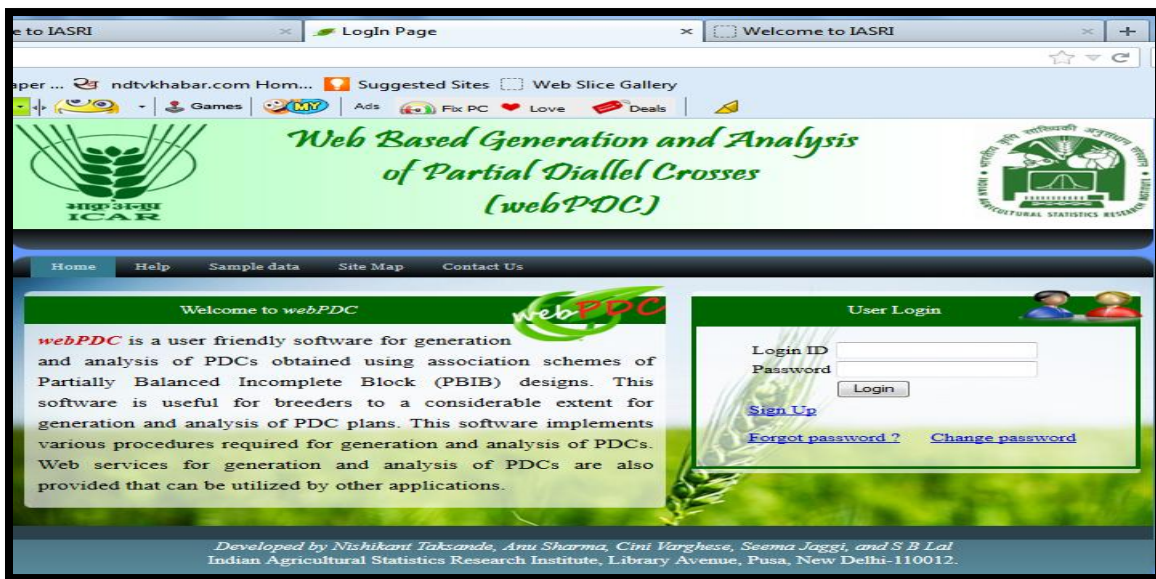 e to IASRI
LogIn Page
Welcome to IASRI
aper ... ndtvkhabar.com Hom... Suggested Sites Web Slice Gallery
Games MY Ads Fix PC Love Deals
Web Based Generation and Analysis
of Partial Diallel Crosses
(webPDC)
भाकृअनुप
ICAR
Home Help Sample data Site Map Contact Us
Welcome to webPDC
webPDC
webPDC is a user friendly software for generation
and analysis of PDCs obtained using association schemes of
Partially Balanced Incomplete Block (PBIB) designs. This
software is useful for breeders to a considerable extent for
generation and analysis of PDC plans. This software implements
various procedures required for generation and analysis of PDCs.
Web services for generation and analysis of PDCs are also
provided that can be utilized by other applications.
User Login
Login ID
Password
Login
Sign Up
Forgot password ? Change password
Developed by Nishikant Taksande, Anu Sharma, Cini Varghese, Seema Jaggi, and S B Lal
Indian Agricultural Statistics Research Institute, Library Avenue, Pusa, New Delhi-110012.